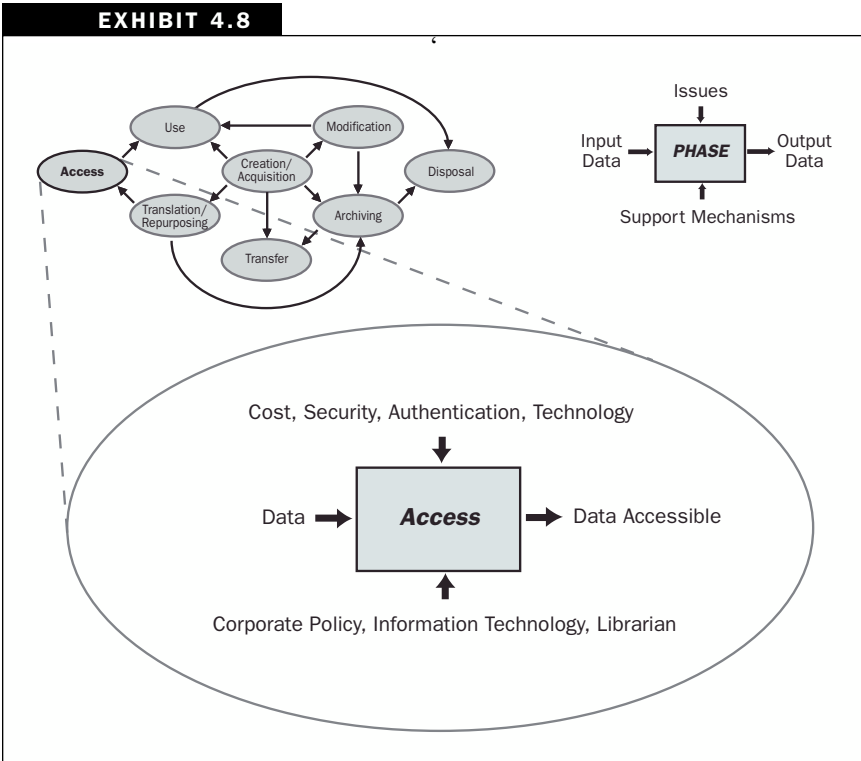 EXHIBIT 4.8
‘
Use
Modification
Access
Creation/
Acquisition
Disposal
Translation/
Repurposing
Archiving
Transfer
Issues
Input
Data
PHASE
Output
Data
Support Mechanisms
Cost, Security, Authentication, Technology
Data
Access
Data Accessible
Corporate Policy, Information Technology, Librarian